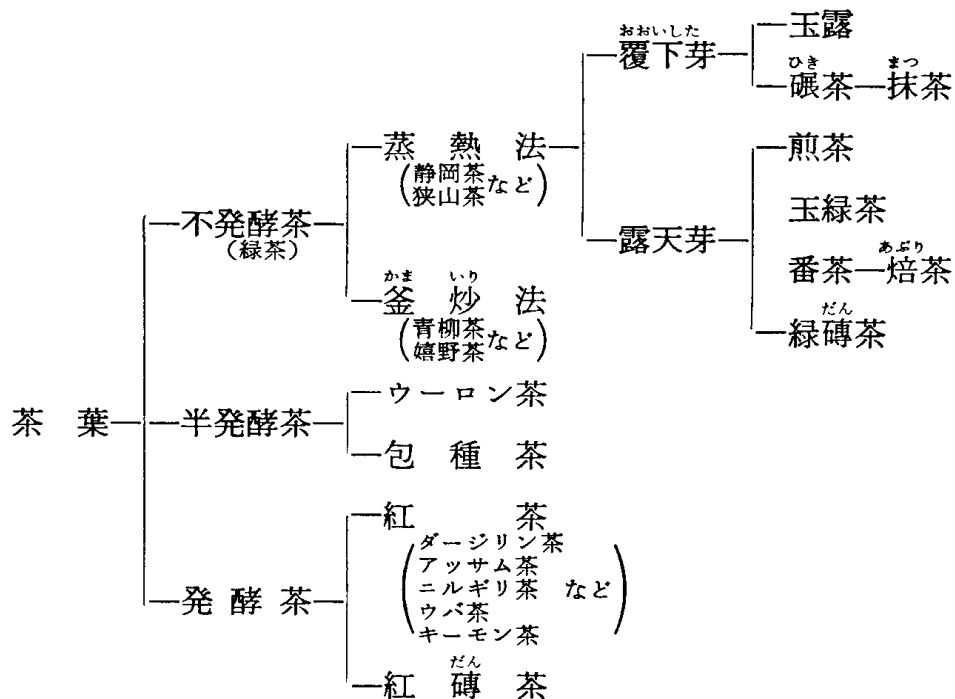 茶葉
不発酵茶
(緑茶)
蒸熱法
(静岡茶
狭山茶など)
おおいした
覆下芽
玉露
ひき まつ
碾茶―抹茶
露天芽
煎茶
玉緑茶
あぶり
番茶―焙茶
だん
緑磚茶
かま いり
釜炒法
(青柳茶
嬉野茶など)
半発酵茶
ウーロン茶
包種茶
発酵茶
紅茶
(ダージリン茶
アッサム茶
ニルギリ茶 など)
ウバ茶
キーモン茶
だん
紅磚茶